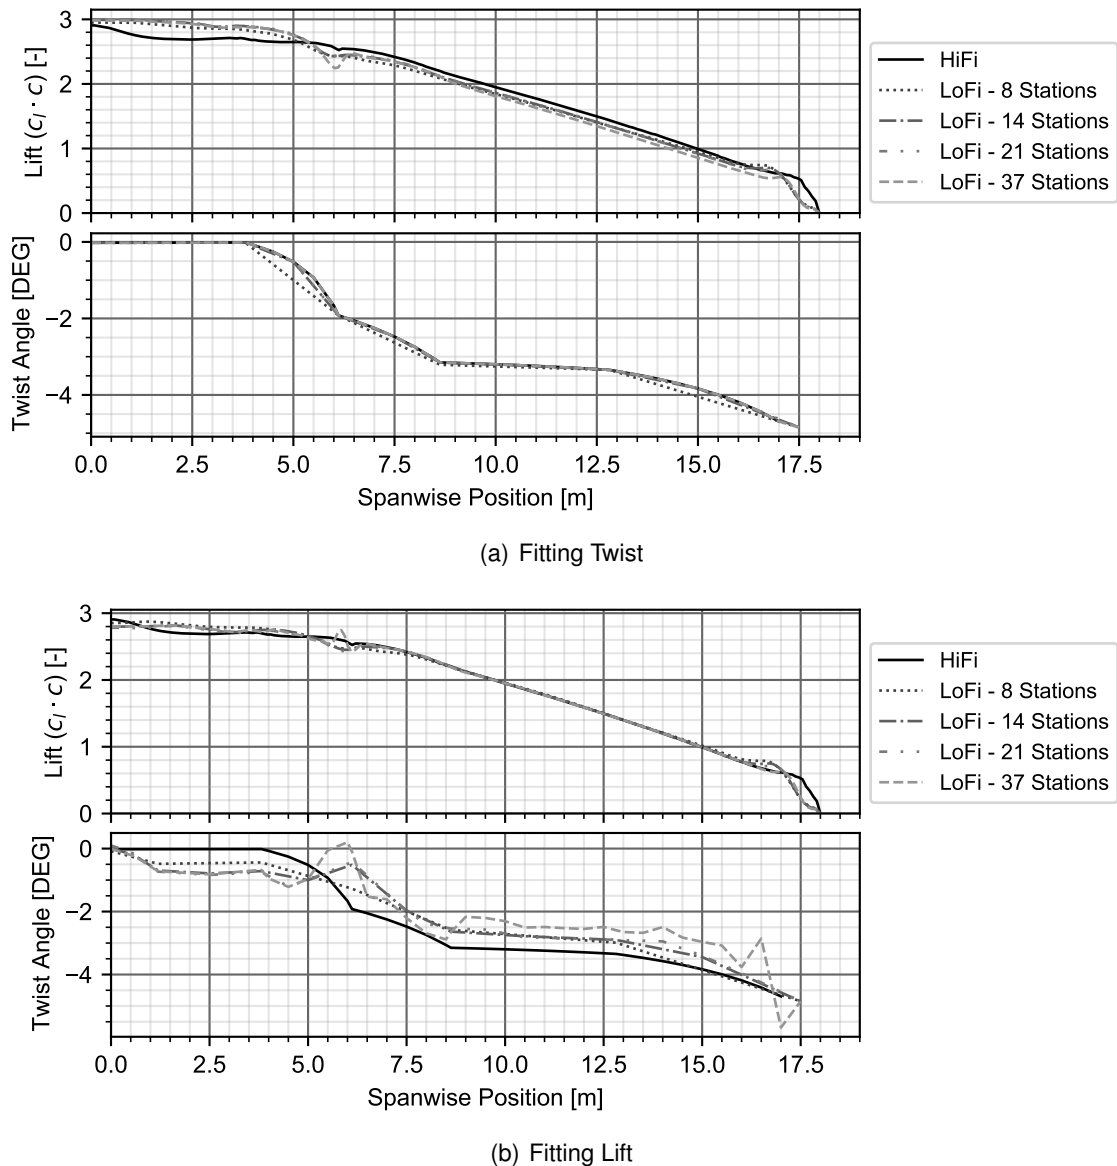 3
2
1
0
Lift (c_l · c) [-]
HiFi
LoFi - 8 Stations
LoFi - 14 Stations
LoFi - 21 Stations
LoFi - 37 Stations
0
−2
−4
Twist Angle [DEG]
0.0 2.5 5.0 7.5 10.0 12.5 15.0 17.5
Spanwise Position [m]
(a) Fitting Twist
3
2
1
0
Lift (c_l · c) [-]
HiFi
LoFi - 8 Stations
LoFi - 14 Stations
LoFi - 21 Stations
LoFi - 37 Stations
0
−2
−4
Twist Angle [DEG]
0.0 2.5 5.0 7.5 10.0 12.5 15.0 17.5
Spanwise Position [m]
(b) Fitting Lift